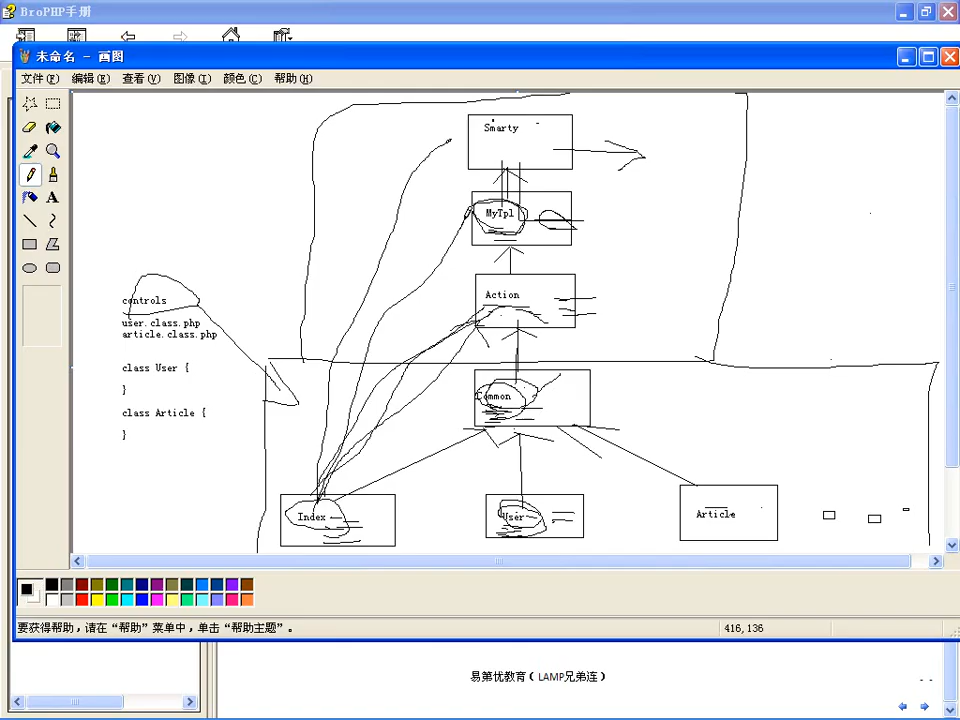 BroPHP手册
未命名 - 画图
文件(F) 编辑(E) 查看(V) 图像(I) 颜色(C) 帮助(H)
Smarty
MyTpl
Action
controls
user.class.php
article.class.php
class User {
}
Common
class Article {
}
Index
User
Article
要获得帮助，请在“帮助”菜单中，单击“帮助主题”。
416,136
易第优教育（LAMP兄弟连）